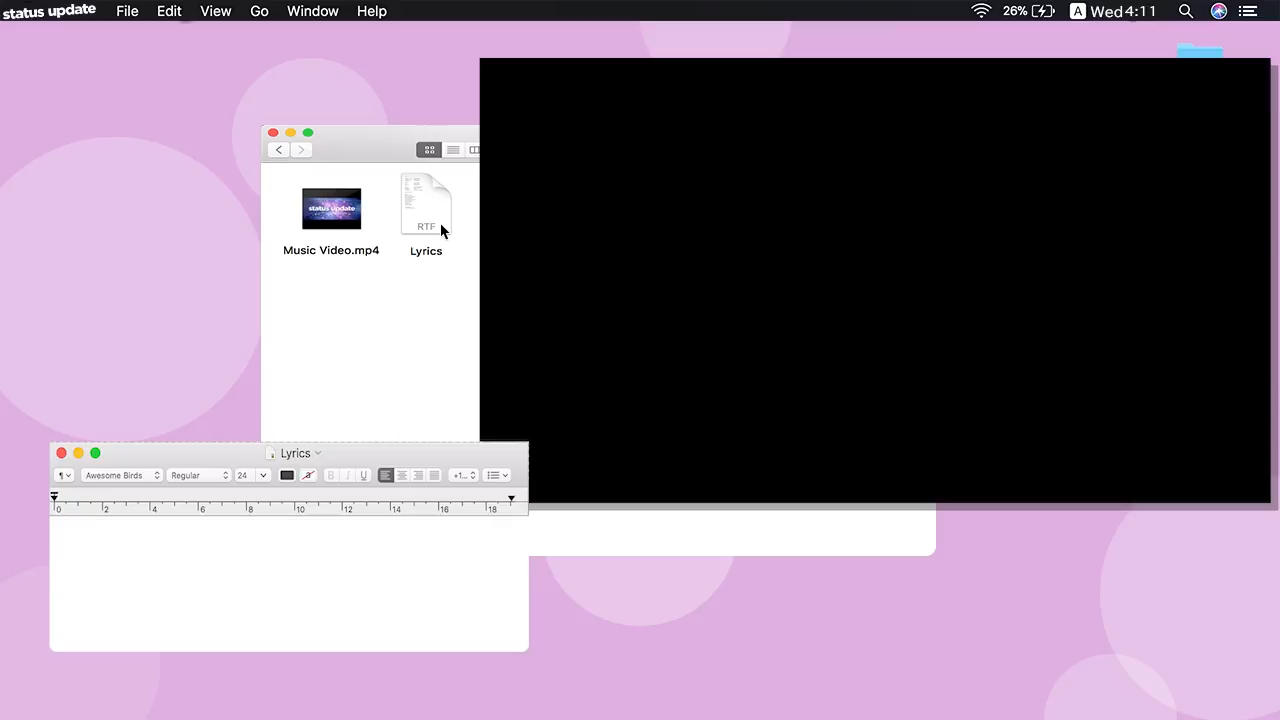 status update File Edit View Go Window Help 26% A Wed 4:11
status update
RTF
Music Video.mp4 Lyrics
Lyrics
¶ Awesome Birds Regular 24 a B I U +1...
0 2 4 6 8 10 12 14 16 18